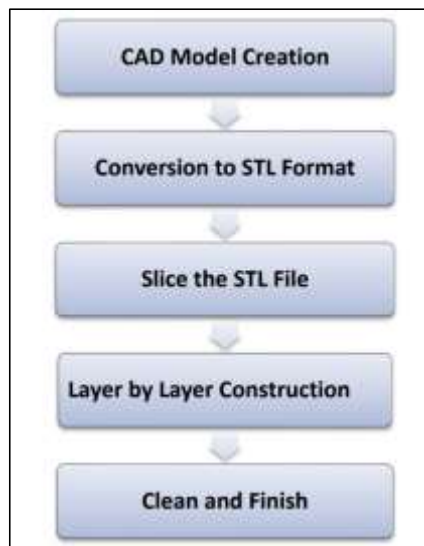 CAD Model Creation
Conversion to STL Format
Slice the STL File
Layer by Layer Construction
Clean and Finish